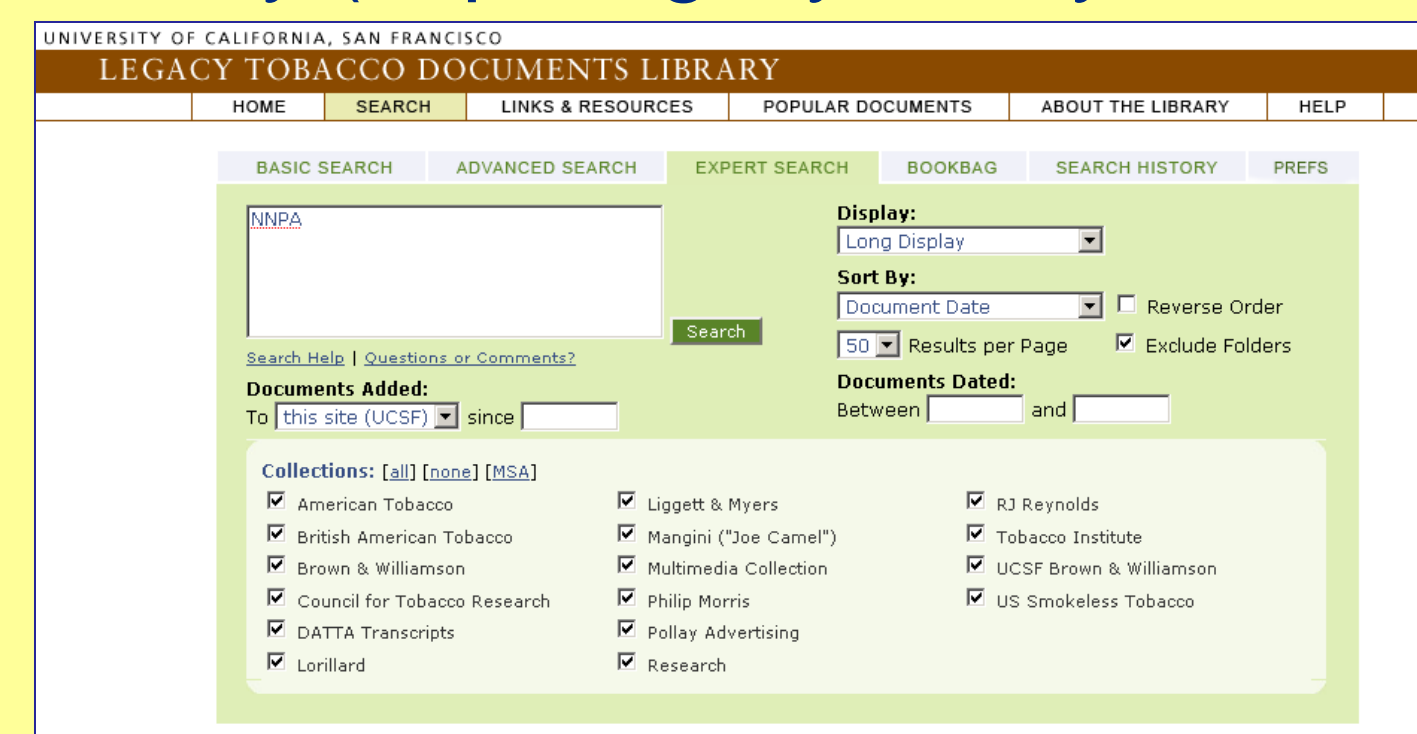 UNIVERSITY OF CALIFORNIA, SAN FRANCISCO
LEGACY TOBACCO DOCUMENTS LIBRARY
HOME SEARCH LINKS & RESOURCES POPULAR DOCUMENTS ABOUT THE LIBRARY HELP
BASIC SEARCH ADVANCED SEARCH EXPERT SEARCH BOOKBAG SEARCH HISTORY PREFS
NNPA
Display:
Long Display
Sort By:
Document Date Reverse Order
Search
50 Results per Page Exclude Folders
Search Help | Questions or Comments?
Documents Added:
To this site (UCSF) since
Documents Dated:
Between and
Collections: [all] [none] [MSA]
American Tobacco Liggett & Myers RJ Reynolds
British American Tobacco Mangini ("Joe Camel") Tobacco Institute
Brown & Williamson Multimedia Collection UCSF Brown & Williamson
Council for Tobacco Research Philip Morris US Smokeless Tobacco
DATTA Transcripts Pollay Advertising
Lorillard Research